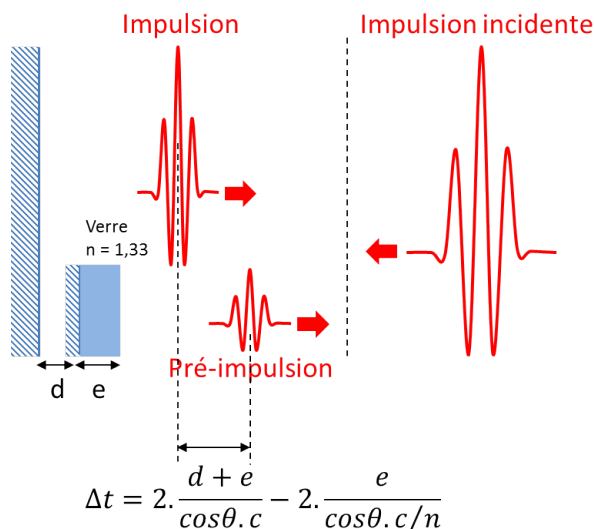 Impulsion
Impulsion incidente
Verre
n = 1,33
d
e
Pré-impulsion
Δt = 2. d + e / cosθ. c − 2. e / cosθ. c/n